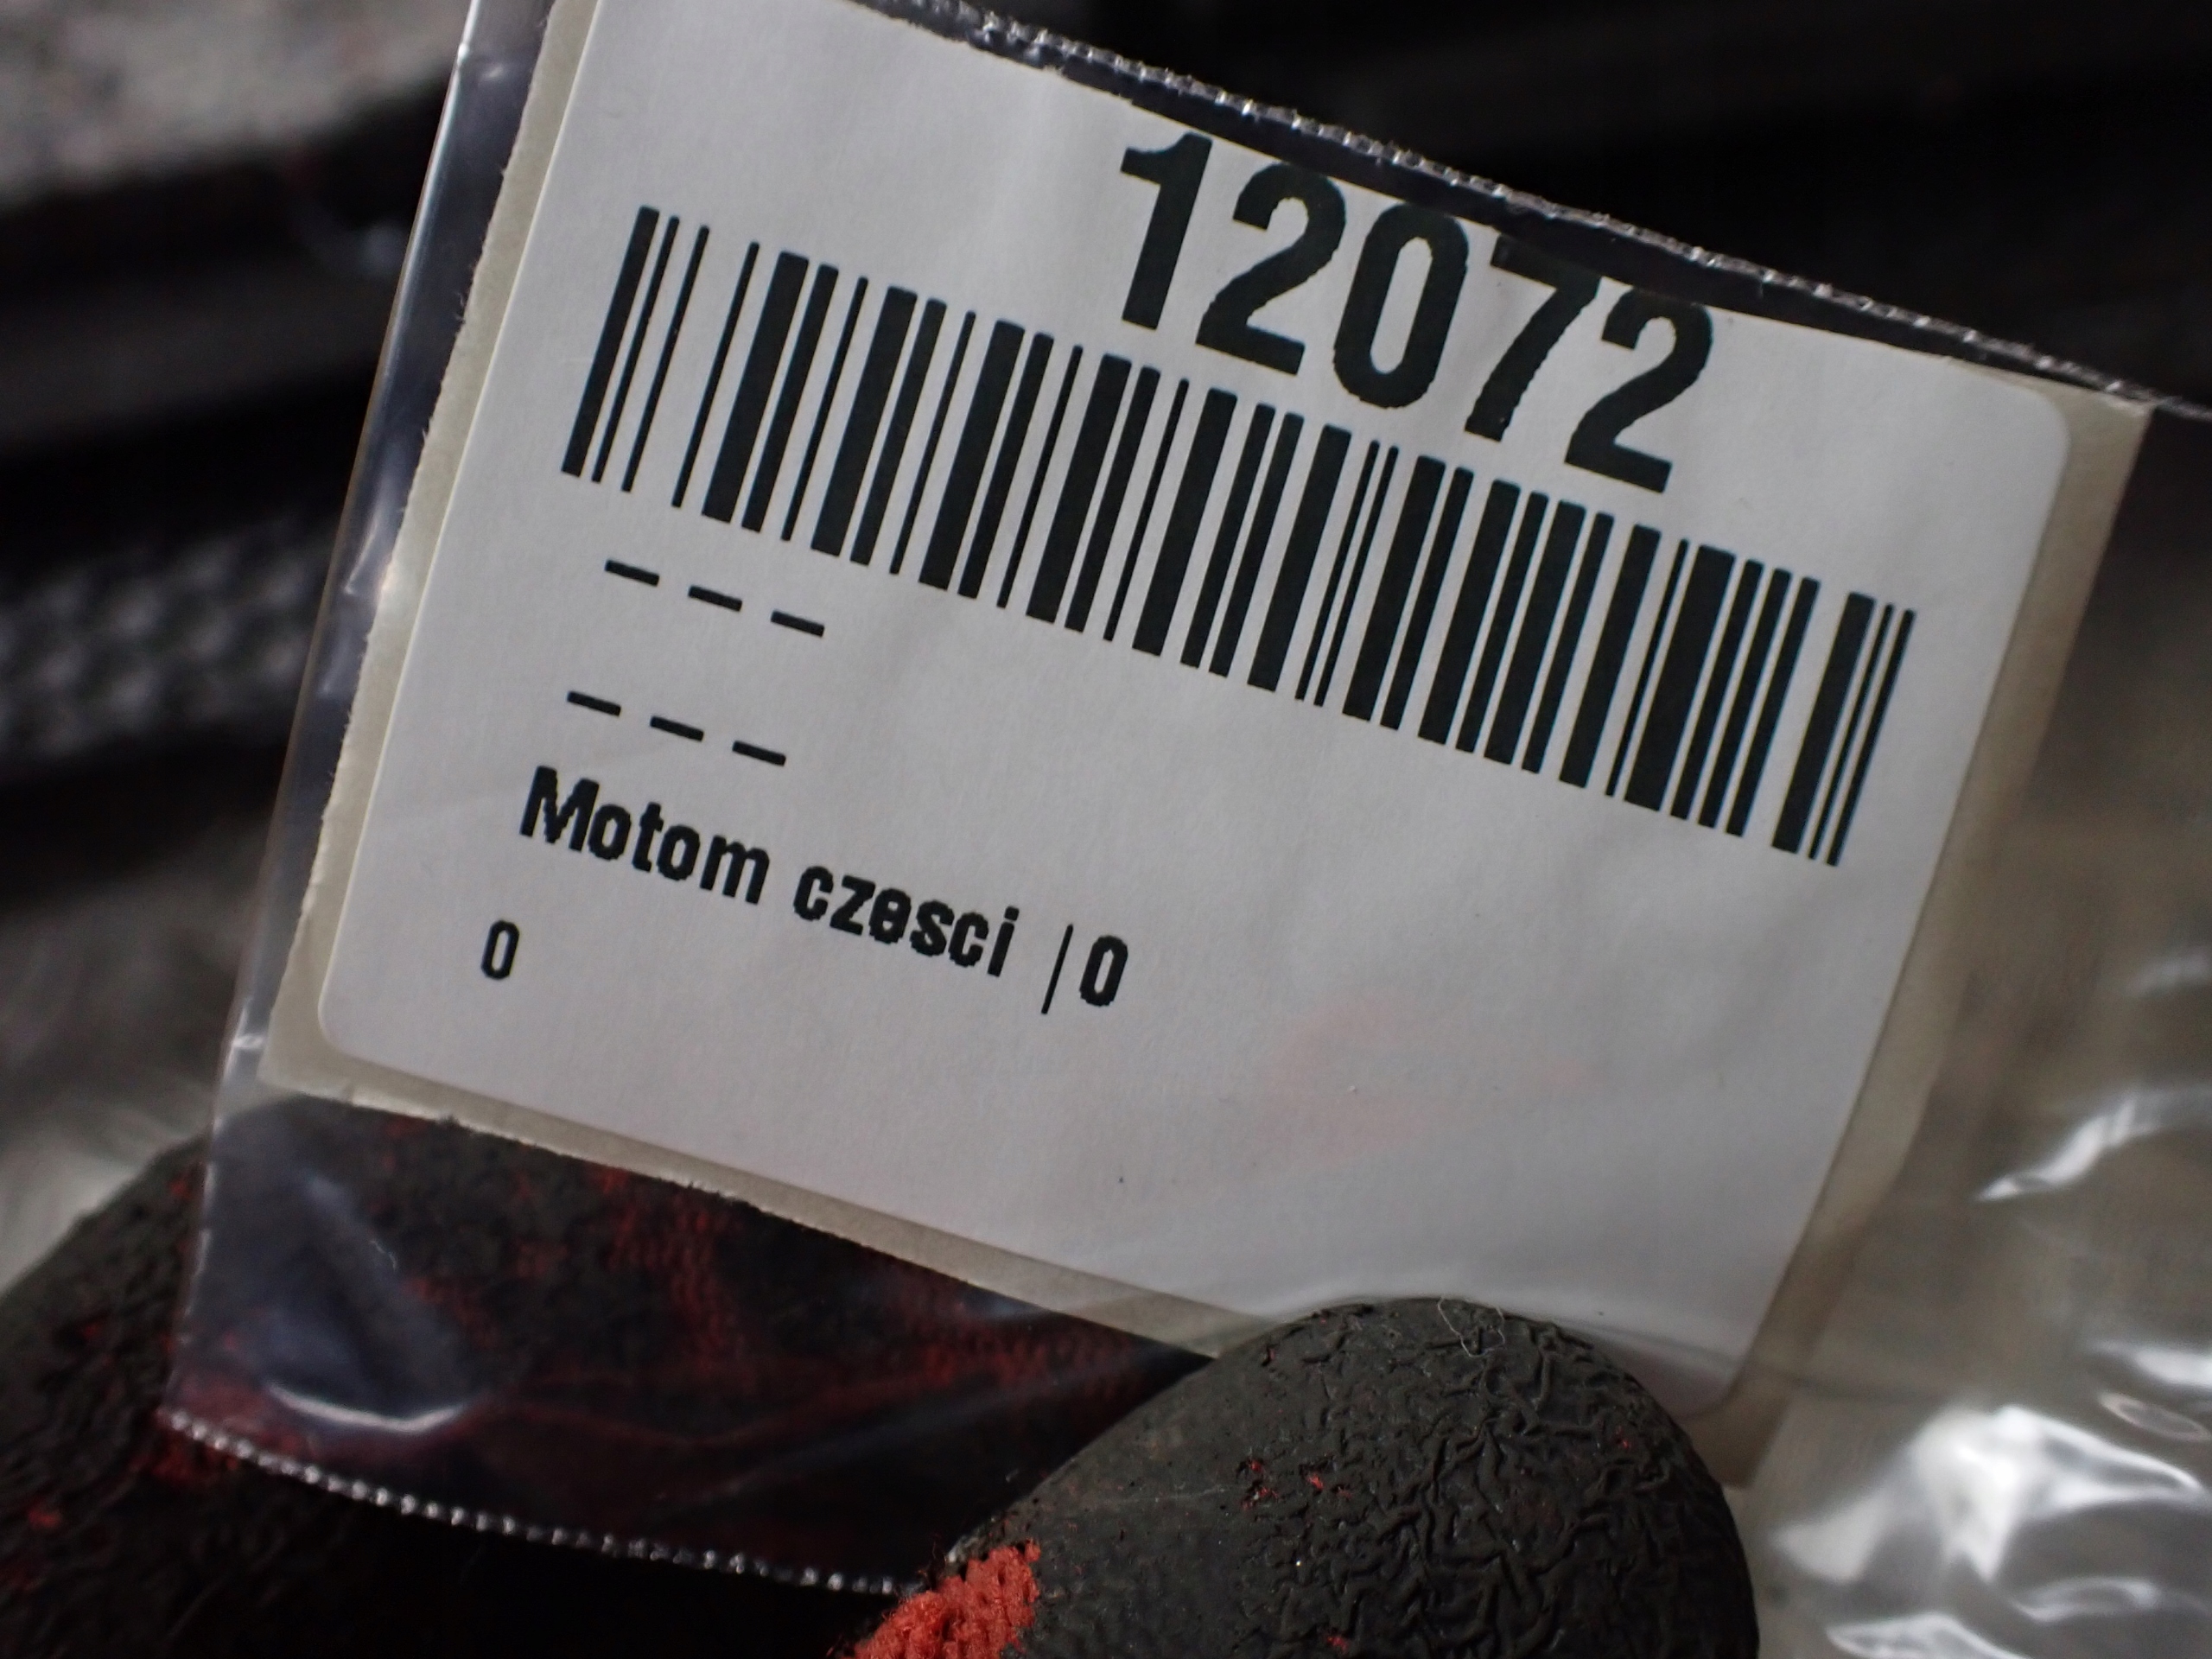 12072
---
---
Motom czesci |0
0